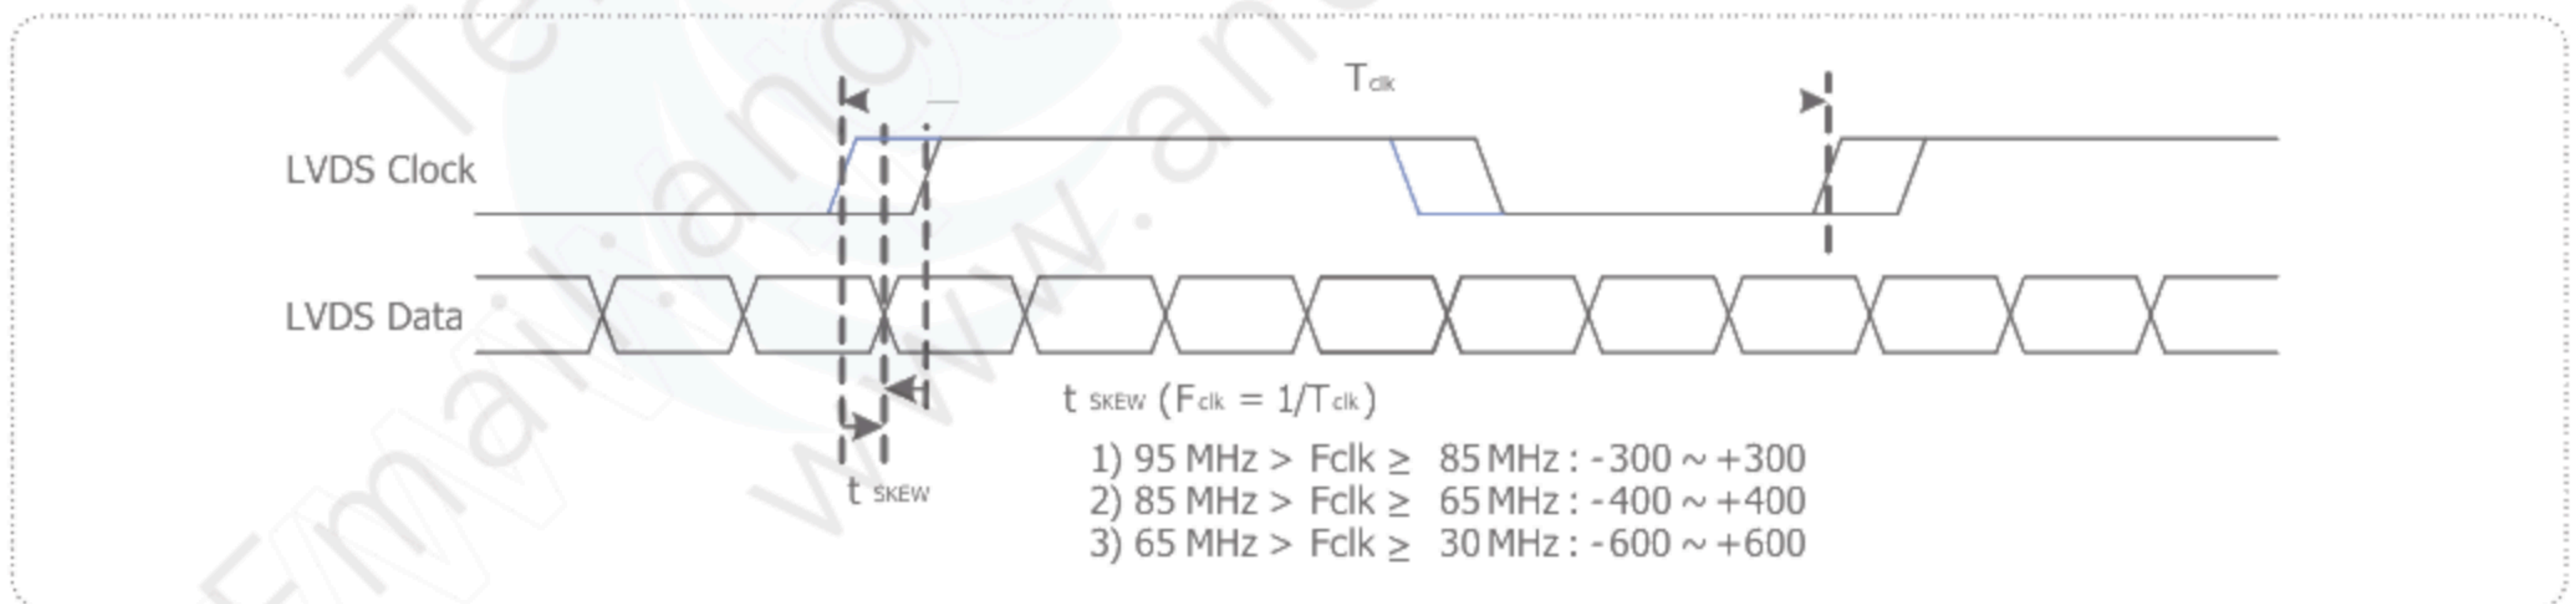 Tclk
LVDS Clock
LVDS Data
t SKEW (Fclk = 1/Tclk)
1) 95 MHz > Fclk ≥ 85 MHz : -300 ~ +300
2) 85 MHz > Fclk ≥ 65 MHz : -400 ~ +400
3) 65 MHz > Fclk ≥ 30 MHz : -600 ~ +600
t SKEW